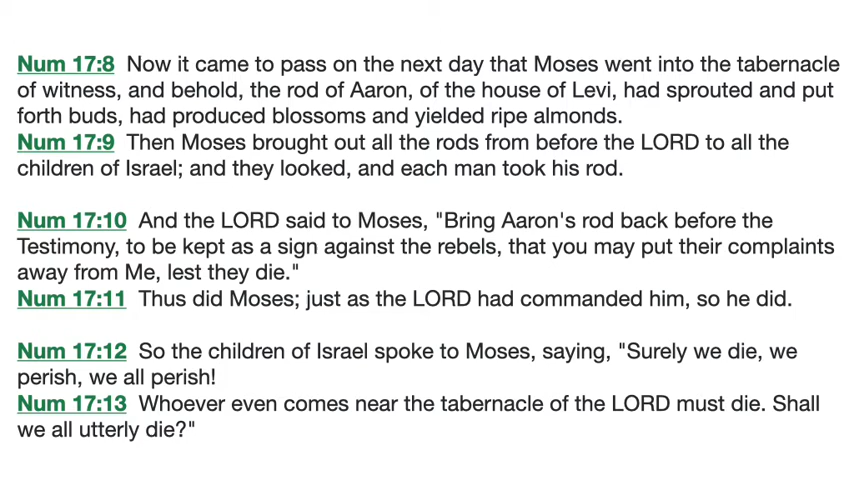 Num 17:8 Now it came to pass on the next day that Moses went into the tabernacle
of witness, and behold, the rod of Aaron, of the house of Levi, had sprouted and put
forth buds, had produced blossoms and yielded ripe almonds.
Num 17:9 Then Moses brought out all the rods from before the LORD to all the
children of Israel; and they looked, and each man took his rod.
Num 17:10 And the LORD said to Moses, "Bring Aaron's rod back before the
Testimony, to be kept as a sign against the rebels, that you may put their complaints
away from Me, lest they die."
Num 17:11 Thus did Moses; just as the LORD had commanded him, so he did.
Num 17:12 So the children of Israel spoke to Moses, saying, "Surely we die, we
perish, we all perish!
Num 17:13 Whoever even comes near the tabernacle of the LORD must die. Shall
we all utterly die?"